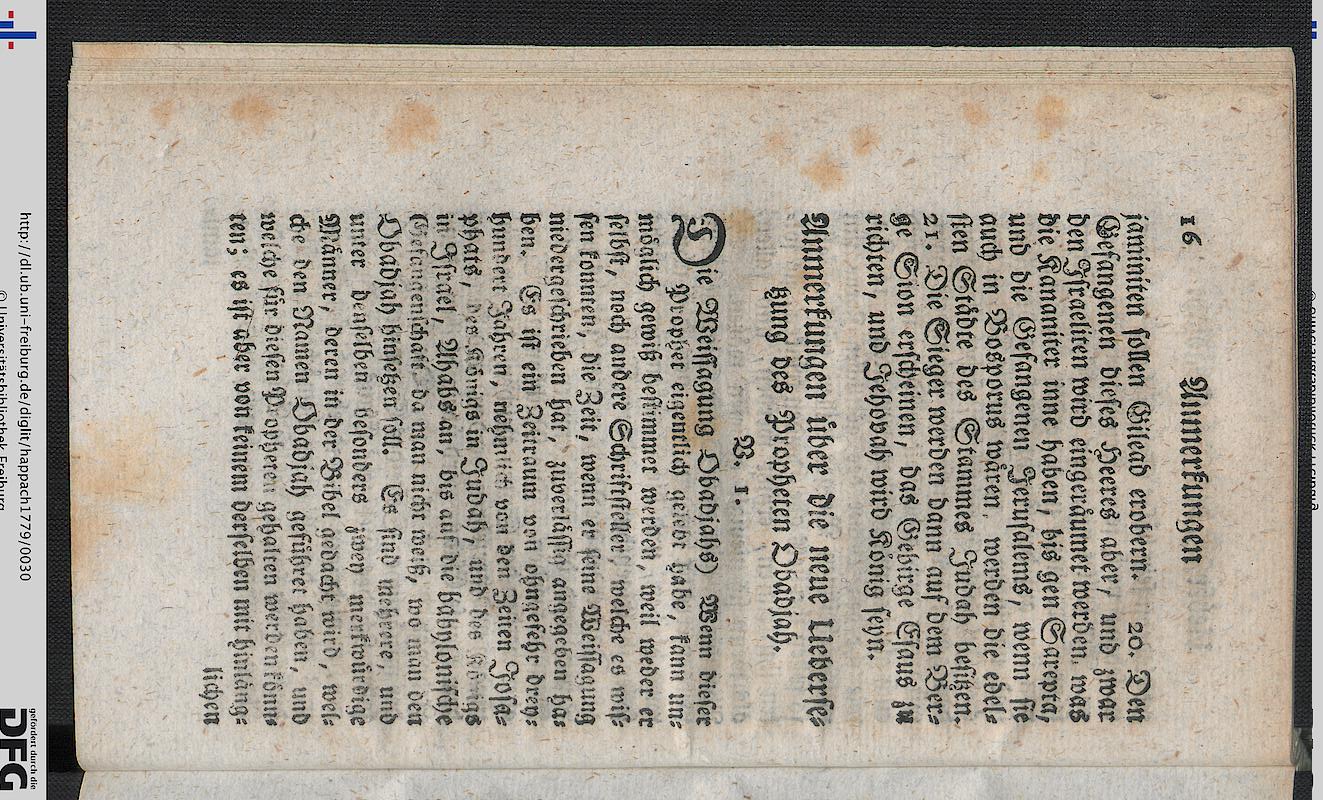 16 Anmerkungen
jaminiten sollen Gilead erobern. 20. Den
Gefangenen dieses Heeres aber, und zwar
den Israeliten wird eingeräumet werden, was
die Kananiter inne haben, bis gen Sarepta,
und die Gefangenen Jerusalems, wenn sie
auch in Bosporus wären, werden die edel-
sten Städte des Stammes Judah besitzen.
21. Die Sieger werden dann auf dem Ber-
ge Sion erscheinen, das Gebirge Esaus zu
richten, und Jehovah wird König seyn.
Anmerkungen über die neue Ueberse-
tzung des Propheten Obadjah.
V. 1.
Die Weissagung Obadjahs) Wenn dieser
Prophet eigentlich gelebt habe, kann un-
möglich gewiß bestimmet werden, weil weder er
selbst, noch andere Schriftsteller, welche es wis-
sen konnen, die Zeit, wenn er seine Weissagung
niedergeschrieben hat, zuverläßig angegeben ha-
ben. Es ist ein Zeitraum von ohngefehr drey-
hundert Jahren, nehmlich von den Zeiten Josa-
phats, des Königs in Judah, und des Königs
in Israel, Ahabs an, bis auf die babylonische
Gefangenschaft, da man nicht weiß, wo man den
Obadjah hinsetzen soll. Es sind mehrere, und
unter denselben besonders zwey merkwürdige
Männer, deren in der Bibel gedacht wird, wel-
che den Namen Obadjah geführet haben, und
welche für diesen Propheten gehalten werden könn-
ten; es ist aber von keinem derselben mit hinläng-
lichen
http://dl.ub.uni-freiburg.de/diglit/happach1779/0030
© Universitätsbibliothek Freiburg
gefördert durch die
DFG